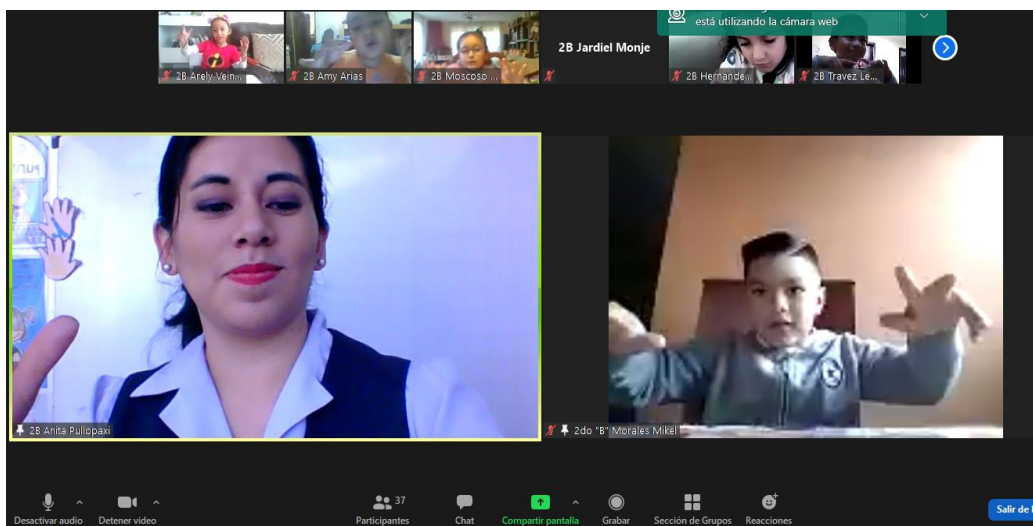 está utilizando la cámara web
2B Arely Vein...
2B Amy Arias
2B Moscoso ...
2B Jardiel Monje
2B Hernande...
2B Travez Le...
2B Anita Pullopaxi
2do "B" Morales Mikel
37
Desactivar audio
Detener video
Participantes
Chat
Compartir pantalla
Grabar
Sección de Grupos
Reacciones
Salir de